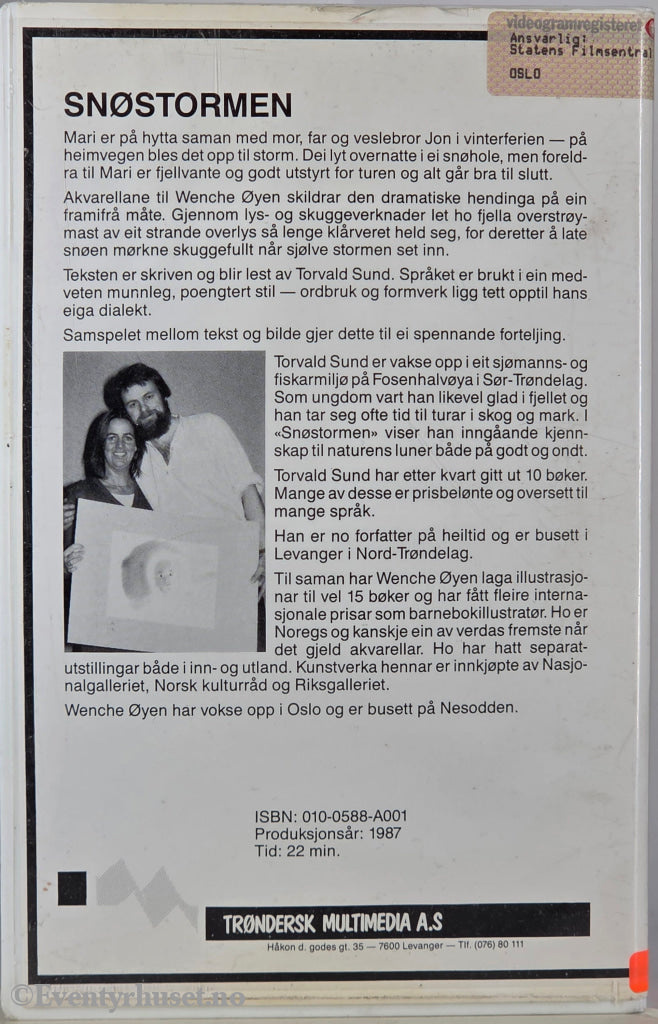 videogramregisteret
Ansvarlig:
Statens Filmsentral
OSLO
SNØSTORMEN
Mari er på hytta saman med mor, far og veslebror Jon i vinterferien — på
heimvegen bles det opp til storm. Dei lyt overnatte i ei snøhole, men foreld-
ra til Mari er fjellvante og godt utstyrt for turen og alt går bra til slutt.
Akvarellane til Wenche Øyen skildrar den dramatiske hendinga på ein
framifrå måte. Gjennom lys- og skuggeverknader let ho fjella overstrøy-
mast av eit strande overlys så lenge klårveret held seg, for deretter å late
snøen mørkne skuggefullt når sjølve stormen set inn.
Teksten er skriven og blir lest av Torvald Sund. Språket er brukt i ein med-
veten munnleg, poengtert stil — ordbruk og formverk ligg tett opptil hans
eiga dialekt.
Samspelet mellom tekst og bilde gjer dette til ei spennande forteljing.
Torvald Sund er vakse opp i eit sjømanns- og
fiskarmiljø på Fosenhalvøya i Sør-Trøndelag.
Som ungdom vart han likevel glad i fjellet og
han tar seg ofte tid til turar i skog og mark. I
«Snøstormen» viser han inngåande kjenn-
skap til naturens luner både på godt og ondt.
Torvald Sund har etter kvart gitt ut 10 bøker.
Mange av desse er prisbelønte og oversett til
mange språk.
Han er no forfatter på heiltid og er busett i
Levanger i Nord-Trøndelag.
Til saman har Wenche Øyen laga illustrasjo-
nar til vel 15 bøker og har fått fleire interna-
sjonale prisar som barnebokillustratør. Ho er
Noregs og kanskje ein av verdas fremste når
det gjeld akvarellar. Ho har hatt separat-
utstillingar både i inn- og utland. Kunstverka hennar er innkjøpte av Nasjo-
nalgalleriet, Norsk kulturråd og Riksgalleriet.
Wenche Øyen har vokse opp i Oslo og er busett på Nesodden.
ISBN: 010-0588-A001
Produksjonsår: 1987
Tid: 22 min.
TRØNDERSK MULTIMEDIA A.S
Håkon d. godes gt. 35 — 7600 Levanger — Tlf. (076) 80 111
©Eventyrhuset.no